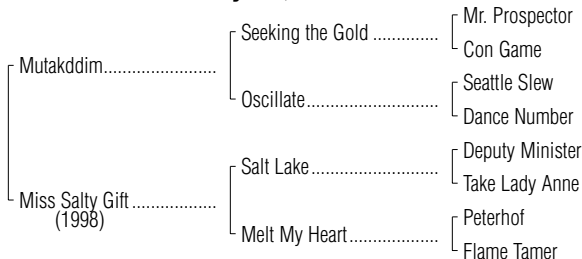 Mr. Prospector
Seeking the Gold ..............
Con Game
Mutakddim........................
Seattle Slew
Oscillate............................
Dance Number
Deputy Minister
Salt Lake...........................
Take Lady Anne
Miss Salty Gift ..................
(1998)
Peterhof
Melt My Heart...................
Flame Tamer